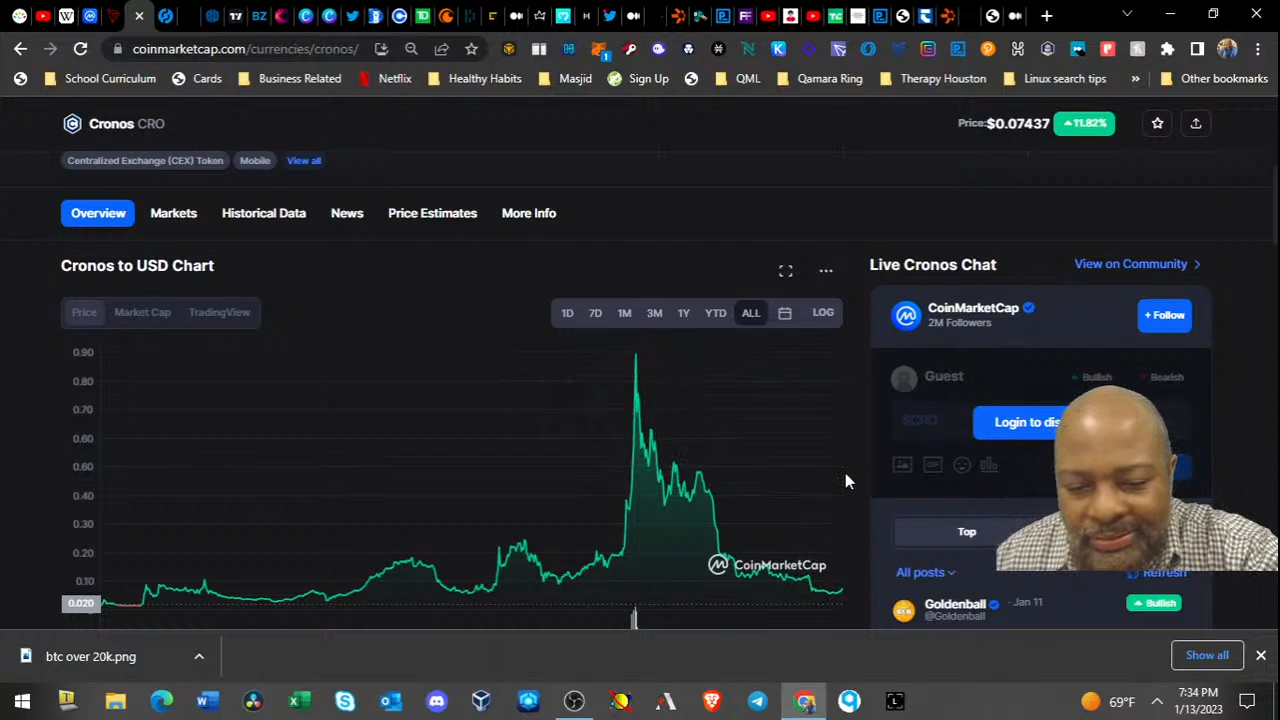 coinmarketcap.com/currencies/cronos/
School Curriculum Cards Business Related Netflix Healthy Habits Masjid Sign Up QML Qamara Ring Therapy Houston Linux search tips » Other bookmarks
Cronos CRO Price: $0.07437 11.82%
Centralized Exchange (CEX) Token Mobile View all
Overview Markets Historical Data News Price Estimates More Info
Cronos to USD Chart
Price Market Cap TradingView
1D 7D 1M 3M 1Y YTD ALL LOG
0.90
0.80
0.70
0.60
0.50
0.40
0.30
0.20
0.10
0.020
CoinMarketCap
Live Cronos Chat View on Community
CoinMarketCap
2M Followers
+ Follow
Guest Bullish Bearish
Login to dis
Top
All posts Refresh
Goldenball · Jan 11
@Goldenball
Bullish
btc over 20k.png
Show all
69°F
7:34 PM
1/13/2023